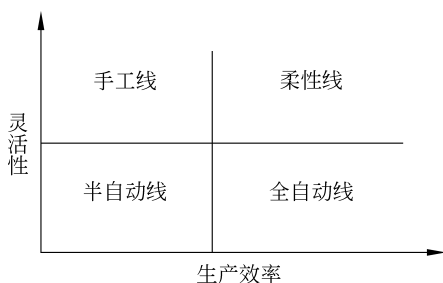 手工线
柔性线
灵活性
半自动线
全自动线
生产效率